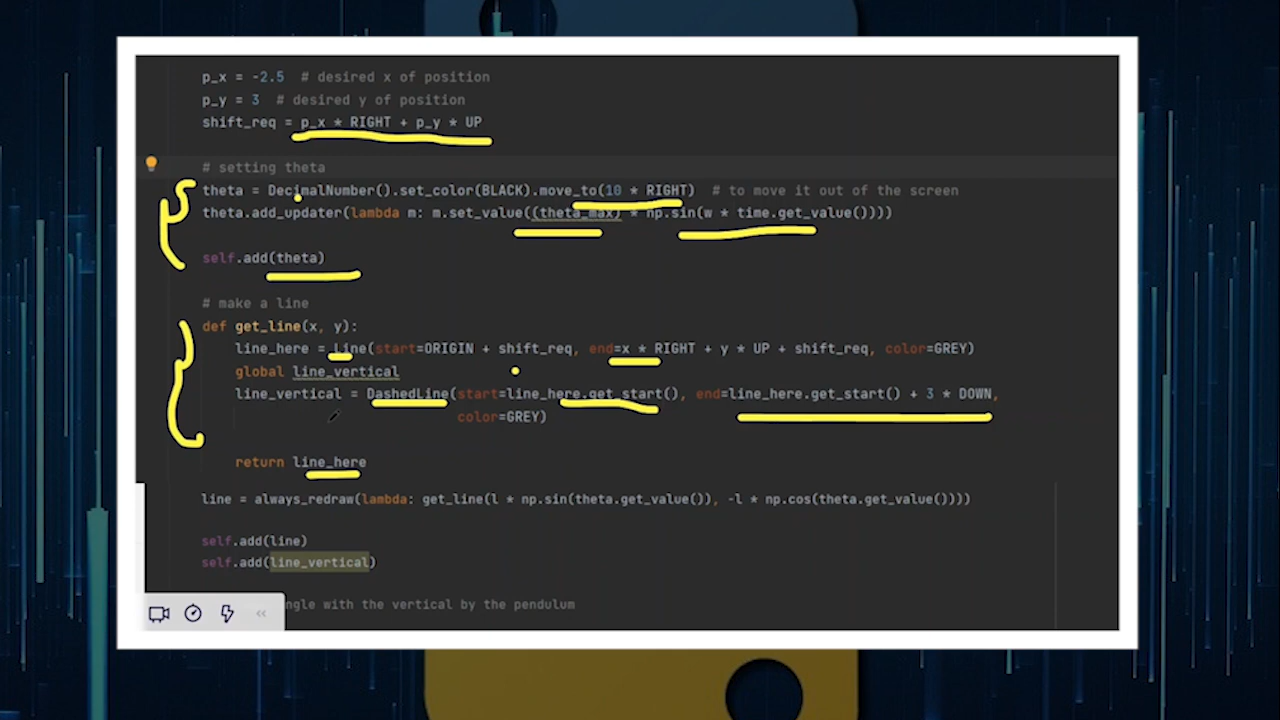 p_x = -2.5  # desired x of position
p_y = 3  # desired y of position
shift_req = p_x * RIGHT + p_y * UP
# setting theta
theta = DecimalNumber().set_color(BLACK).move_to(10 * RIGHT)  # to move it out of the screen
theta.add_updater(lambda m: m.set_value((theta_max) * np.sin(w * time.get_value())))
self.add(theta)
# make a line
def get_line(x, y):
line_here = Line(start=ORIGIN + shift_req, end=x * RIGHT + y * UP + shift_req, color=GREY)
global line_vertical
line_vertical = DashedLine(start=line_here.get_start(), end=line_here.get_start() + 3 * DOWN,
color=GREY)
return line_here
line = always_redraw(lambda: get_line(l * np.sin(theta.get_value()), -l * np.cos(theta.get_value())))
self.add(line)
self.add(line_vertical)
ngle with the vertical by the pendulum